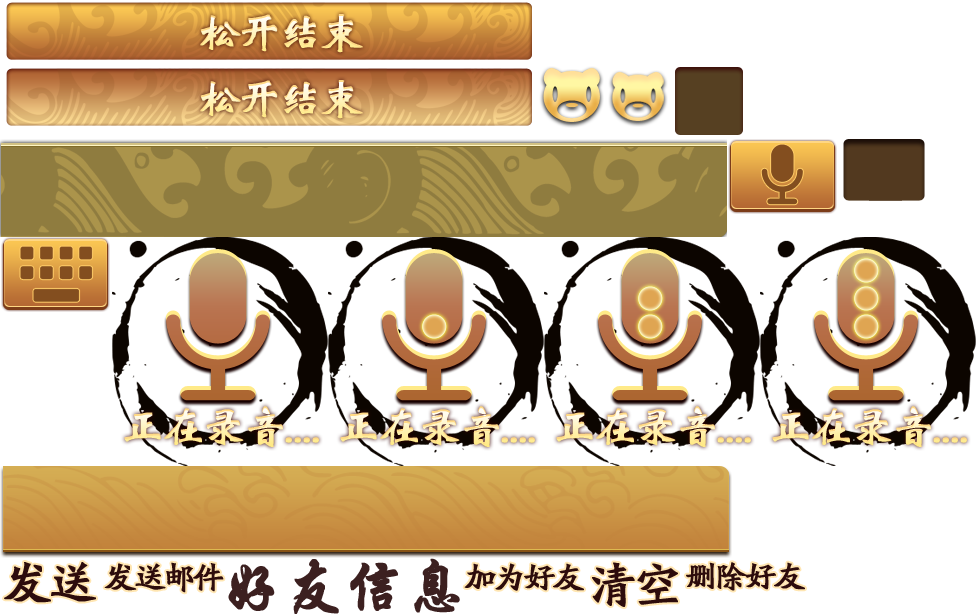 松开结束
松开结束
正在录音....
正在录音....
正在录音....
正在录音....
发送
发送邮件
好友信息
加为好友
清空
删除好友